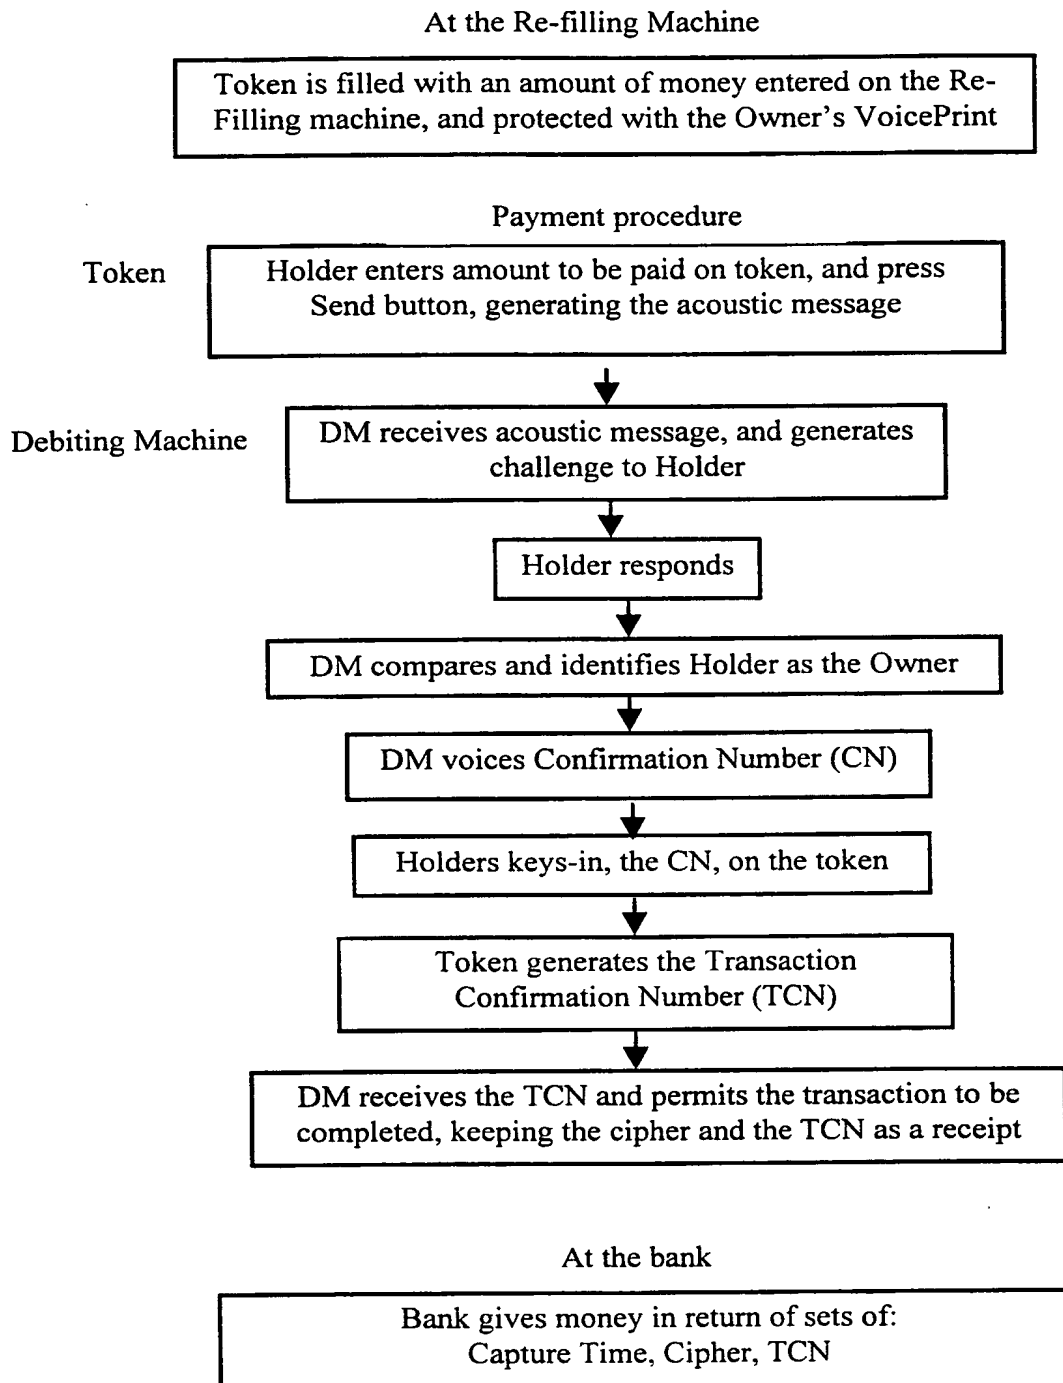 At the Re-filling Machine
Token is filled with an amount of money entered on the Re-
Filling machine, and protected with the Owner's VoicePrint
Payment procedure
Token
Holder enters amount to be paid on token, and press
Send button, generating the acoustic message
Debiting Machine
DM receives acoustic message, and generates
challenge to Holder
Holder responds
DM compares and identifies Holder as the Owner
DM voices Confirmation Number (CN)
Holders keys-in, the CN, on the token
Token generates the Transaction
Confirmation Number (TCN)
DM receives the TCN and permits the transaction to be
completed, keeping the cipher and the TCN as a receipt
At the bank
Bank gives money in return of sets of:
Capture Time, Cipher, TCN